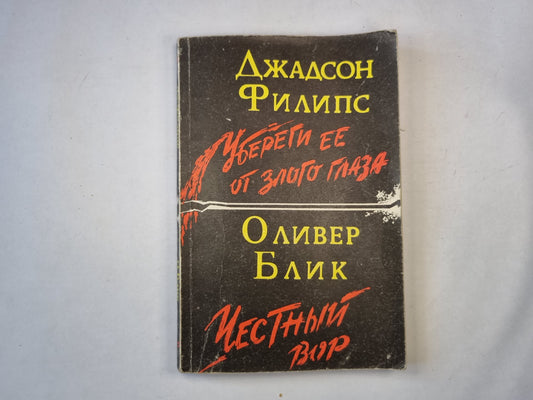 Джадсон
Филипс
Убереги ее
от злого глаза
Оливер
Блик
Честный
вор